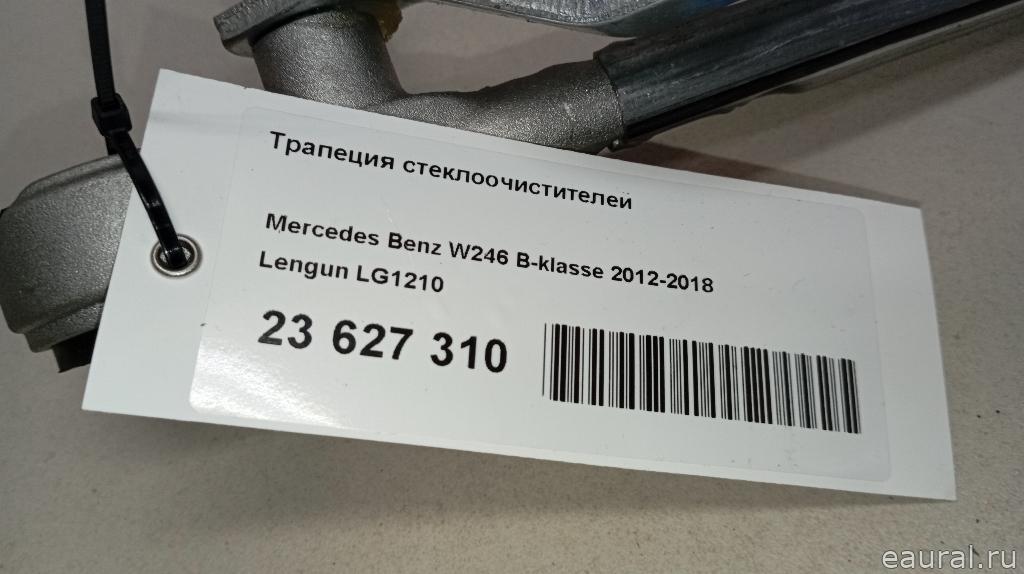 Трапеция стеклоочистителей
Mercedes Benz W246 B-klasse 2012-2018
Lengun LG1210
23 627 310
eaural.ru